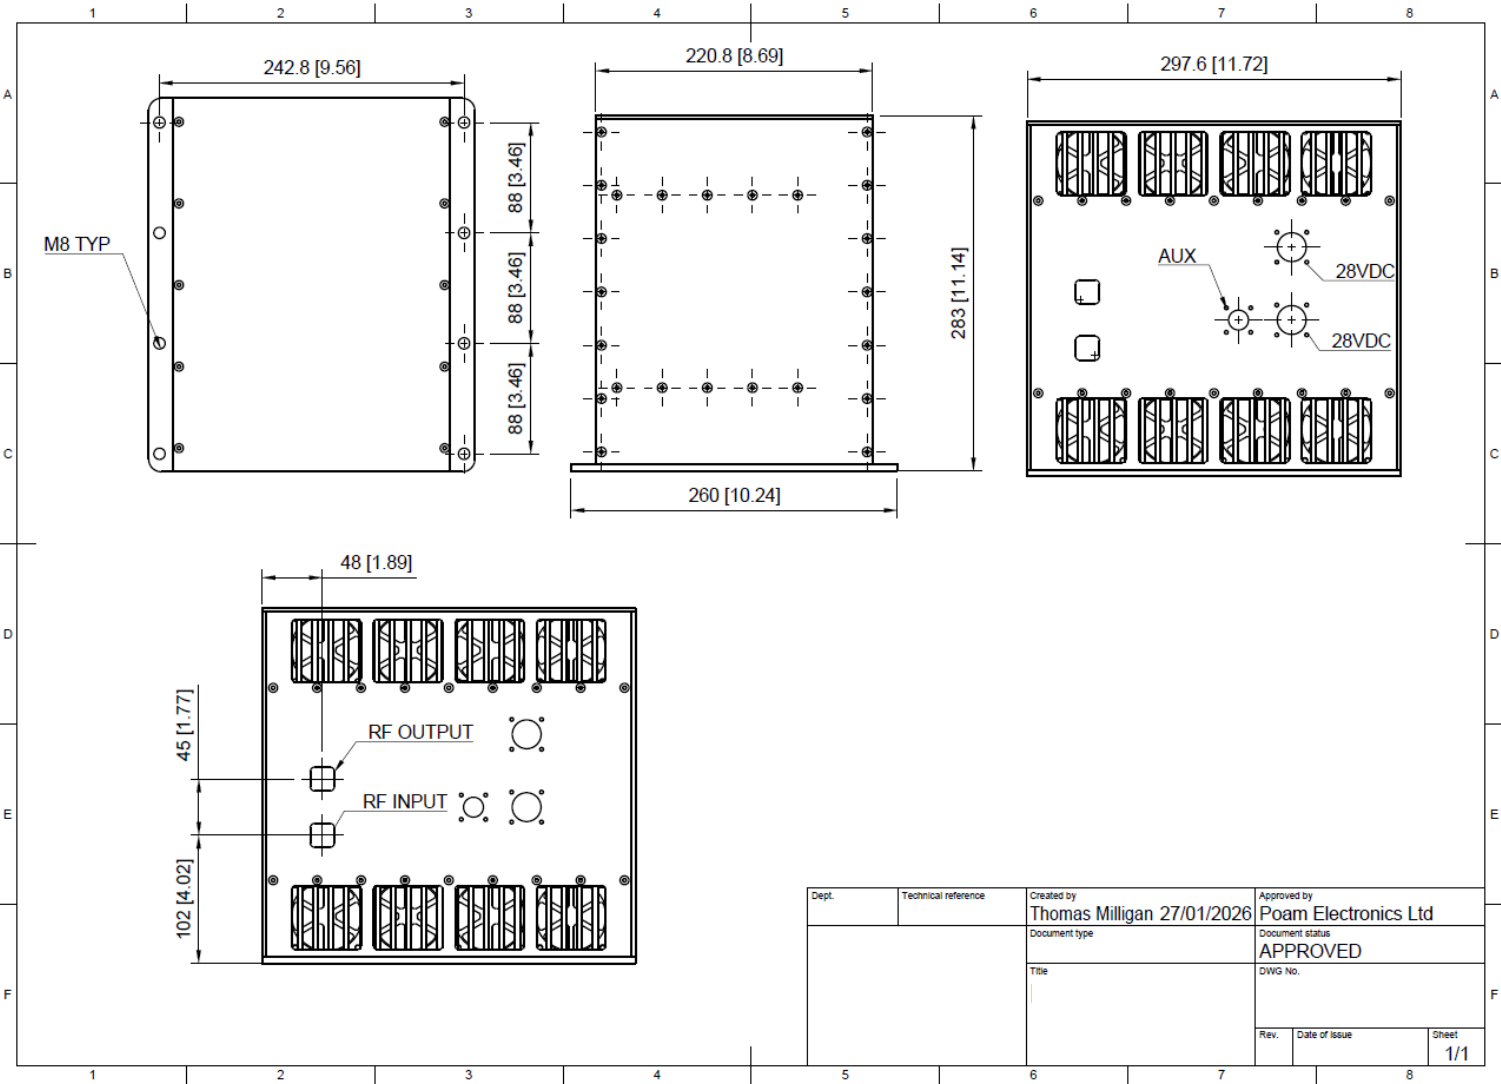 1 2 3 4 5 6 7 8
A A
B B
C C
D D
E E
F F
242.8 [9.56]
88 [3.46]
88 [3.46]
88 [3.46]
M8 TYP
220.8 [8.69]
283 [11.14]
260 [10.24]
297.6 [11.72]
AUX
28VDC
28VDC
48 [1.89]
45 [1.77]
102 [4.02]
RF OUTPUT
RF INPUT
Dept.
Technical reference
Created by
Thomas Milligan 27/01/2026
Approved by
Poam Electronics Ltd
Document type
Document status
APPROVED
Title
DWG No.
Rev.
Date of issue
Sheet
1/1
1 2 3 4 5 6 7 8